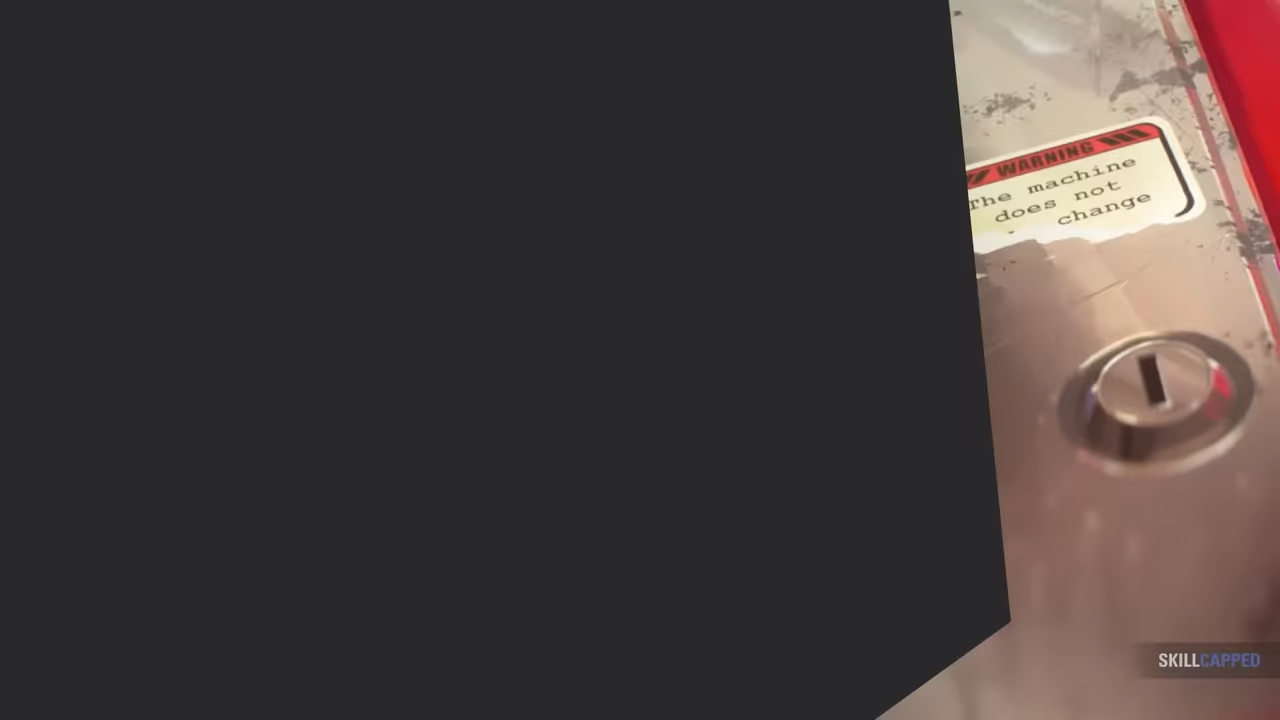 WARNING
The machine
does not
change
SKILLCAPPED